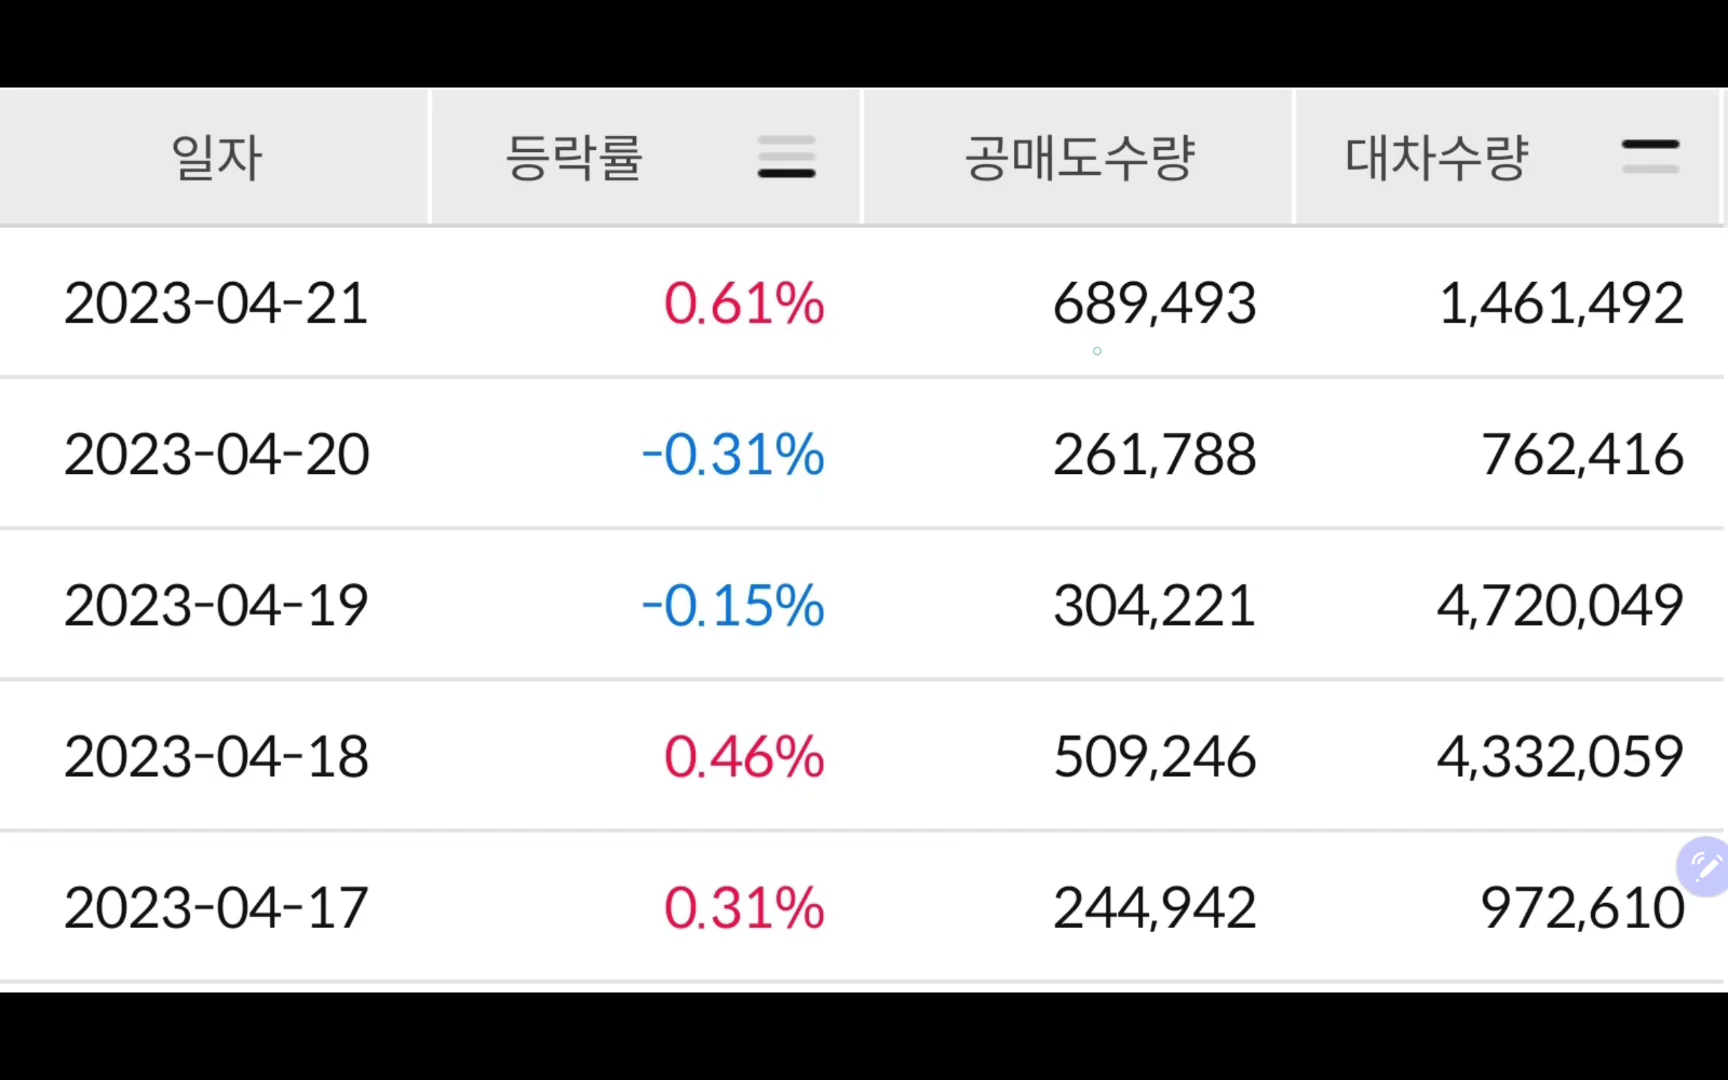 일자 등락률 공매도수량 대차수량
2023-04-21 0.61% 689,493 1,461,492
2023-04-20 -0.31% 261,788 762,416
2023-04-19 -0.15% 304,221 4,720,049
2023-04-18 0.46% 509,246 4,332,059
2023-04-17 0.31% 244,942 972,610